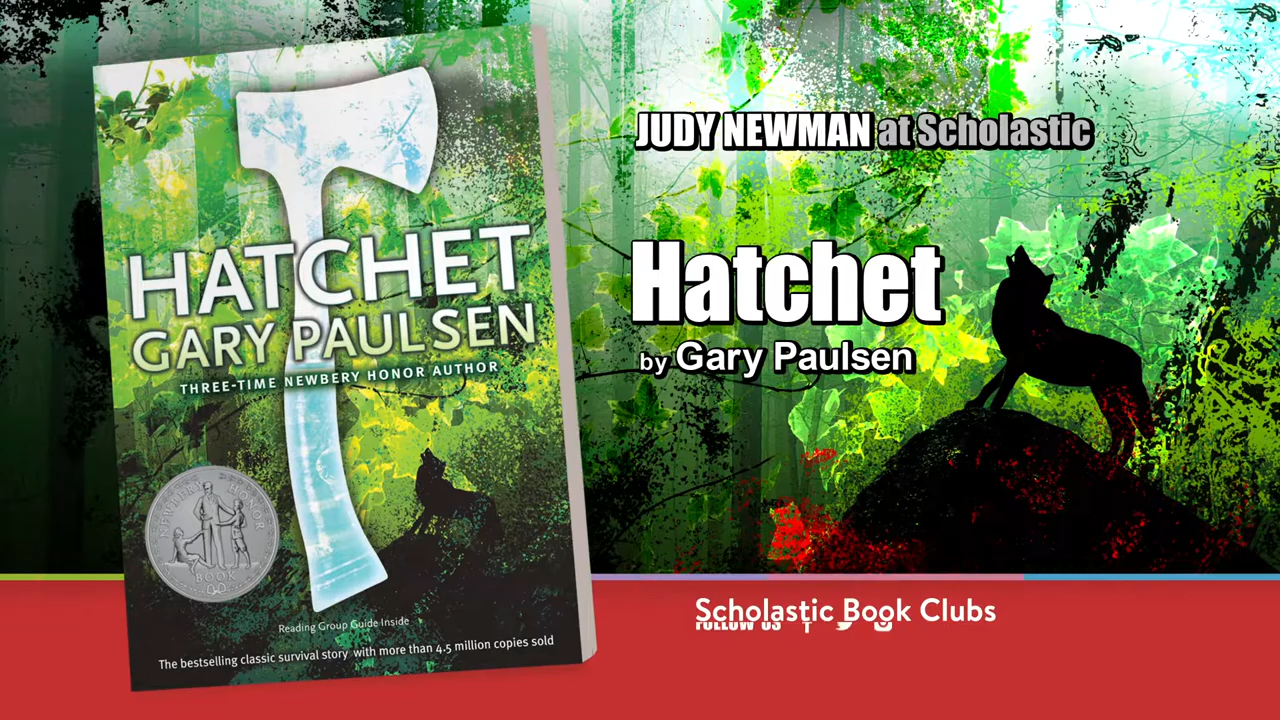 HATCHET
GARY PAULSEN
THREE-TIME NEWBERY HONOR AUTHOR
NEWBERY HONOR
BOOK
Reading Group Guide Inside
The bestselling classic survival story with more than 4.5 million copies sold
JUDY NEWMAN at Scholastic
Hatchet
by Gary Paulsen
Scholastic Book Clubs
FOLLOW US